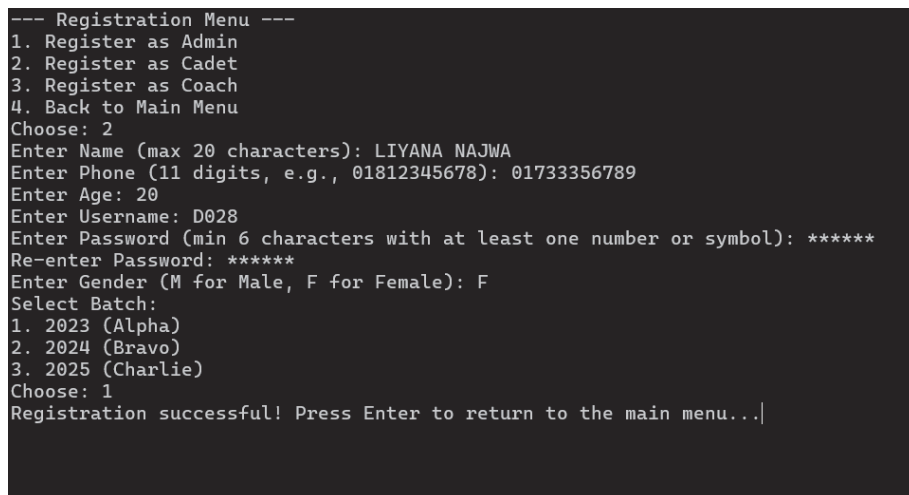 --- Registration Menu ---
1. Register as Admin
2. Register as Cadet
3. Register as Coach
4. Back to Main Menu
Choose: 2
Enter Name (max 20 characters): LIYANA NAJWA
Enter Phone (11 digits, e.g., 01812345678): 01733356789
Enter Age: 20
Enter Username: D028
Enter Password (min 6 characters with at least one number or symbol): ******
Re-enter Password: ******
Enter Gender (M for Male, F for Female): F
Select Batch:
1. 2023 (Alpha)
2. 2024 (Bravo)
3. 2025 (Charlie)
Choose: 1
Registration successful! Press Enter to return to the main menu...